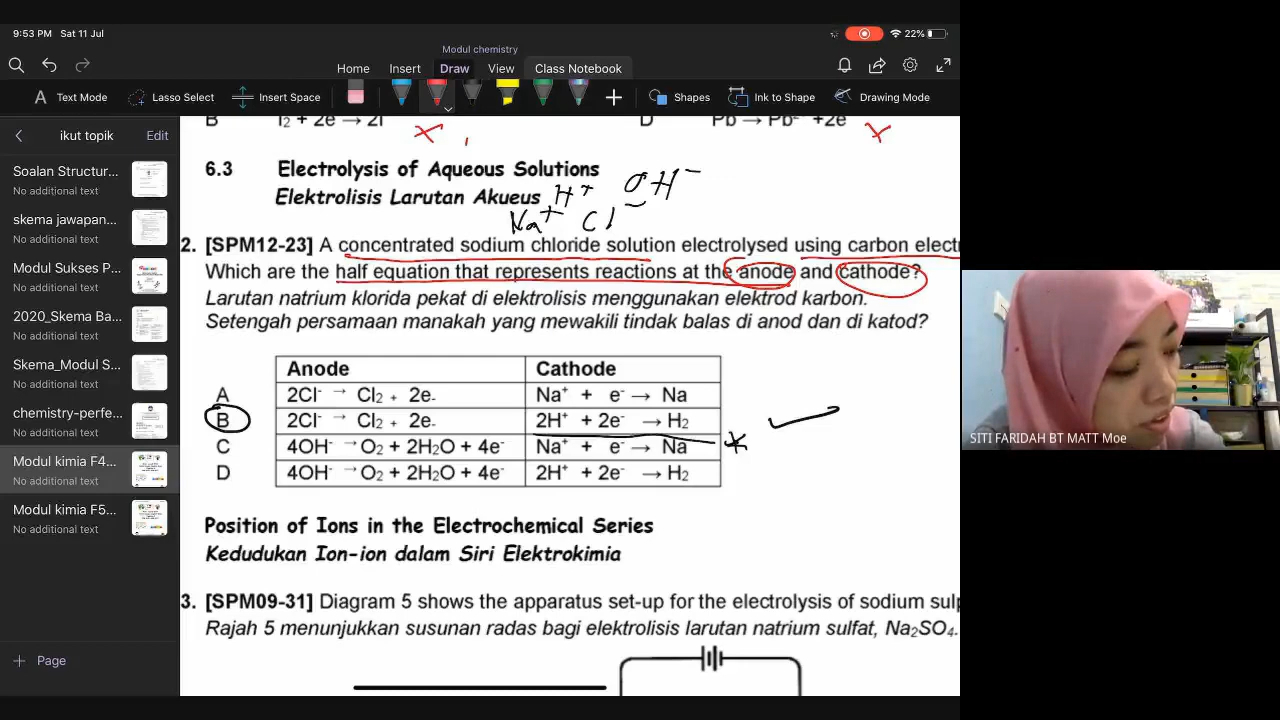 9:53 PM Sat 11 Jul
22%
Modul chemistry
Home Insert Draw View Class Notebook
Text Mode Lasso Select Insert Space Shapes Ink to Shape Drawing Mode
ikut topik Edit
Soalan Structur...
No additional text
skema jawapan...
No additional text
Modul Sukses P...
No additional text
2020_Skema Ba...
No additional text
Skema_Modul S...
No additional text
chemistry-perfe...
No additional text
Modul kimia F4...
No additional text
Modul kimia F5...
No additional text
Page
B I2 + 2e → 2I D Pb → Pb2- +2e
6.3 Electrolysis of Aqueous Solutions
Elektrolisis Larutan Akueus
H+ OH-
Na+ Cl
2. [SPM12-23] A concentrated sodium chloride solution electrolysed using carbon elect
Which are the half equation that represents reactions at the anode and cathode?
Larutan natrium klorida pekat di elektrolisis menggunakan elektrod karbon.
Setengah persamaan manakah yang mewakili tindak balas di anod dan di katod?
Anode Cathode
A 2Cl- → Cl2 + 2e- Na+ + e- → Na
B 2Cl- → Cl2 + 2e- 2H+ + 2e- → H2
C 4OH- → O2 + 2H2O + 4e- Na+ + e- → Na
D 4OH- → O2 + 2H2O + 4e- 2H+ + 2e- → H2
Position of Ions in the Electrochemical Series
Kedudukan Ion-ion dalam Siri Elektrokimia
3. [SPM09-31] Diagram 5 shows the apparatus set-up for the electrolysis of sodium sulp
Rajah 5 menunjukkan susunan radas bagi elektrolisis larutan natrium sulfat, Na2SO4.
SITI FARIDAH BT MATT Moe